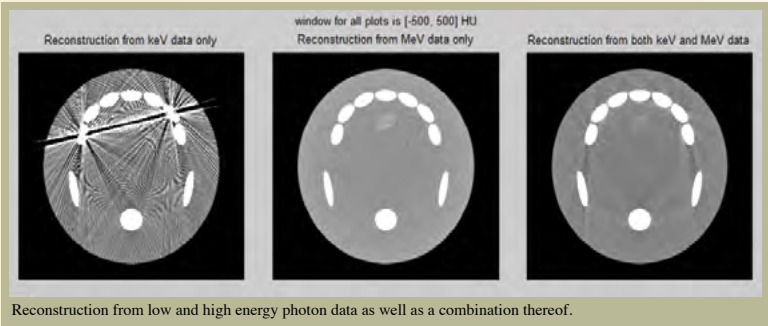 window for all plots is [-500, 500] HU
Reconstruction from keV data only
Reconstruction from MeV data only
Reconstruction from both keV and MeV data
Reconstruction from low and high energy photon data as well as a combination thereof.